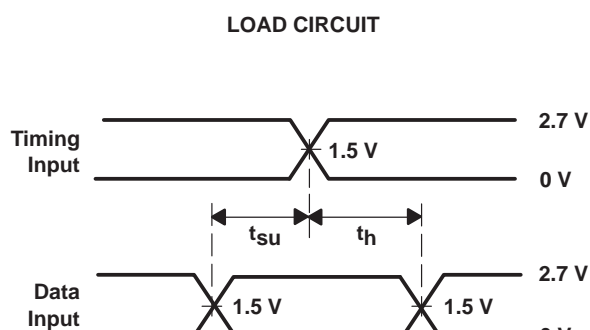 LOAD CIRCUIT
Timing
Input
2.7 V
1.5 V
0 V
tsu
th
Data
Input
2.7 V
1.5 V
1.5 V